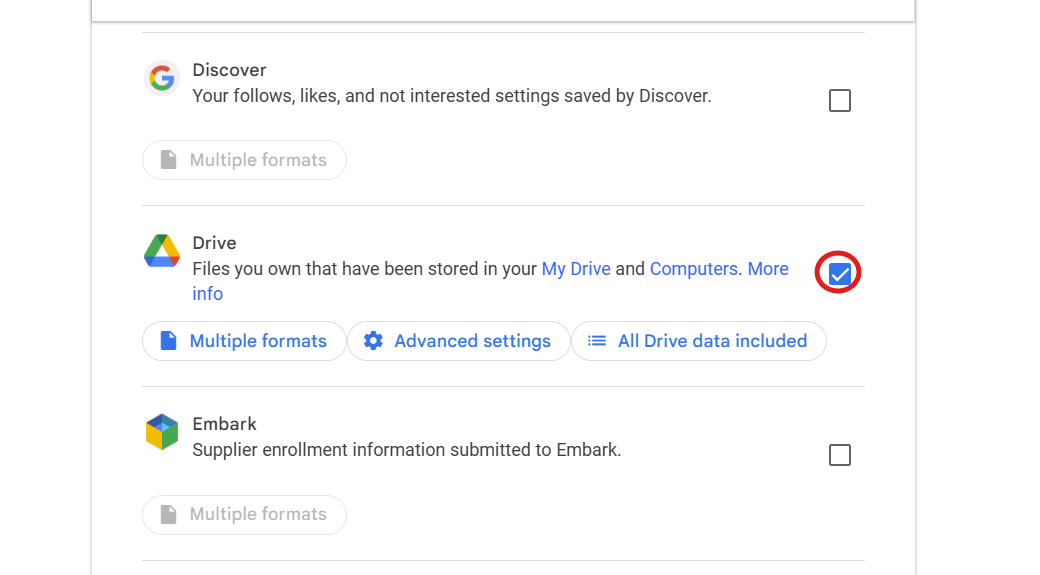 Discover
Your follows, likes, and not interested settings saved by Discover.
Multiple formats
Drive
Files you own that have been stored in your My Drive and Computers. More
info
Multiple formats
Advanced settings
All Drive data included
Embark
Supplier enrollment information submitted to Embark.
Multiple formats